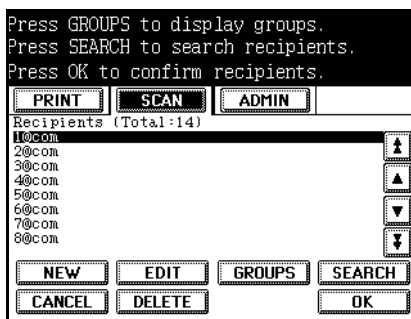 Press GROUPS to display groups.
Press SEARCH to search recipients.
Press OK to confirm recipients.
PRINT SCAN ADMIN
Recipients (Total:14)
1@com
2@com
3@com
4@com
5@com
6@com
7@com
8@com
NEW EDIT GROUPS SEARCH
CANCEL DELETE OK